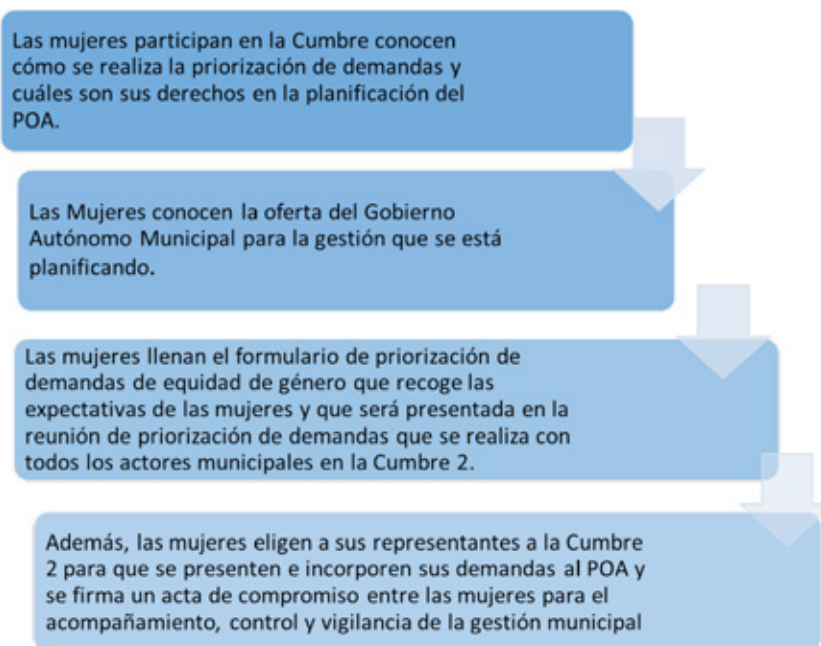 Las mujeres participan en la Cumbre conocen
cómo se realiza la priorización de demandas y
cuáles son sus derechos en la planificación del
POA.
Las Mujeres conocen la oferta del Gobierno
Autónomo Municipal para la gestión que se está
planificando.
Las mujeres llenan el formulario de priorización de
demandas de equidad de género que recoge las
expectativas de las mujeres y que será presentada en la
reunión de priorización de demandas que se realiza con
todos los actores municipales en la Cumbre 2.
Además, las mujeres eligen a sus representantes a la Cumbre
2 para que se presenten e incorporen sus demandas al POA y
se firma un acta de compromiso entre las mujeres para el
acompañamiento, control y vigilancia de la gestión municipal